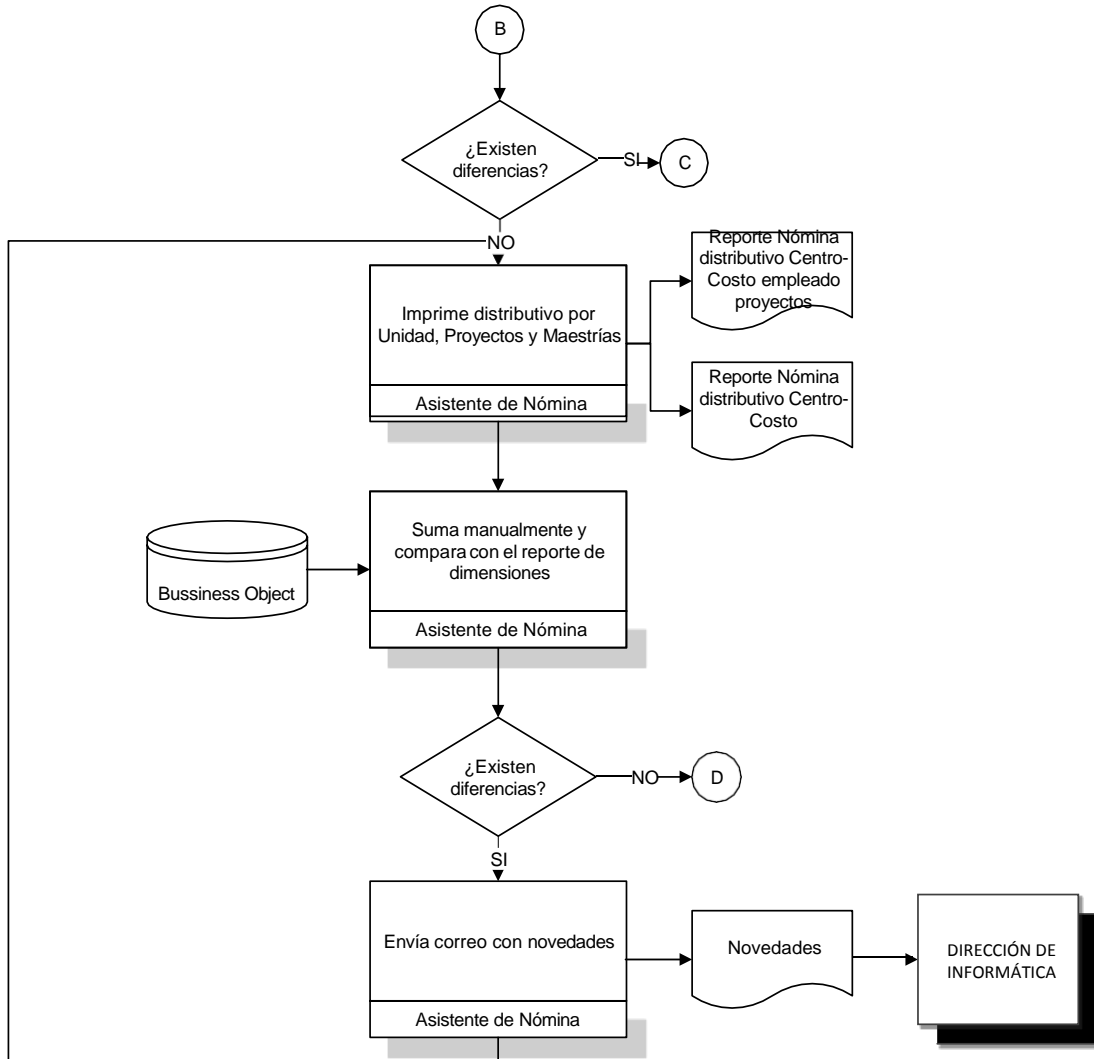 B
¿Existen
diferencias?
SI
C
NO
Reporte Nómina
distributivo Centro-
Costo empleado
proyectos
Imprime distributivo por
Unidad, Proyectos y Maestrías
Asistente de Nómina
Reporte Nómina
distributivo Centro-
Costo
Suma manualmente y
compara con el reporte de
dimensiones
Asistente de Nómina
Bussiness Object
¿Existen
diferencias?
NO
D
SI
Envía correo con novedades
Asistente de Nómina
Novedades
DIRECCIÓN DE
INFORMÁTICA